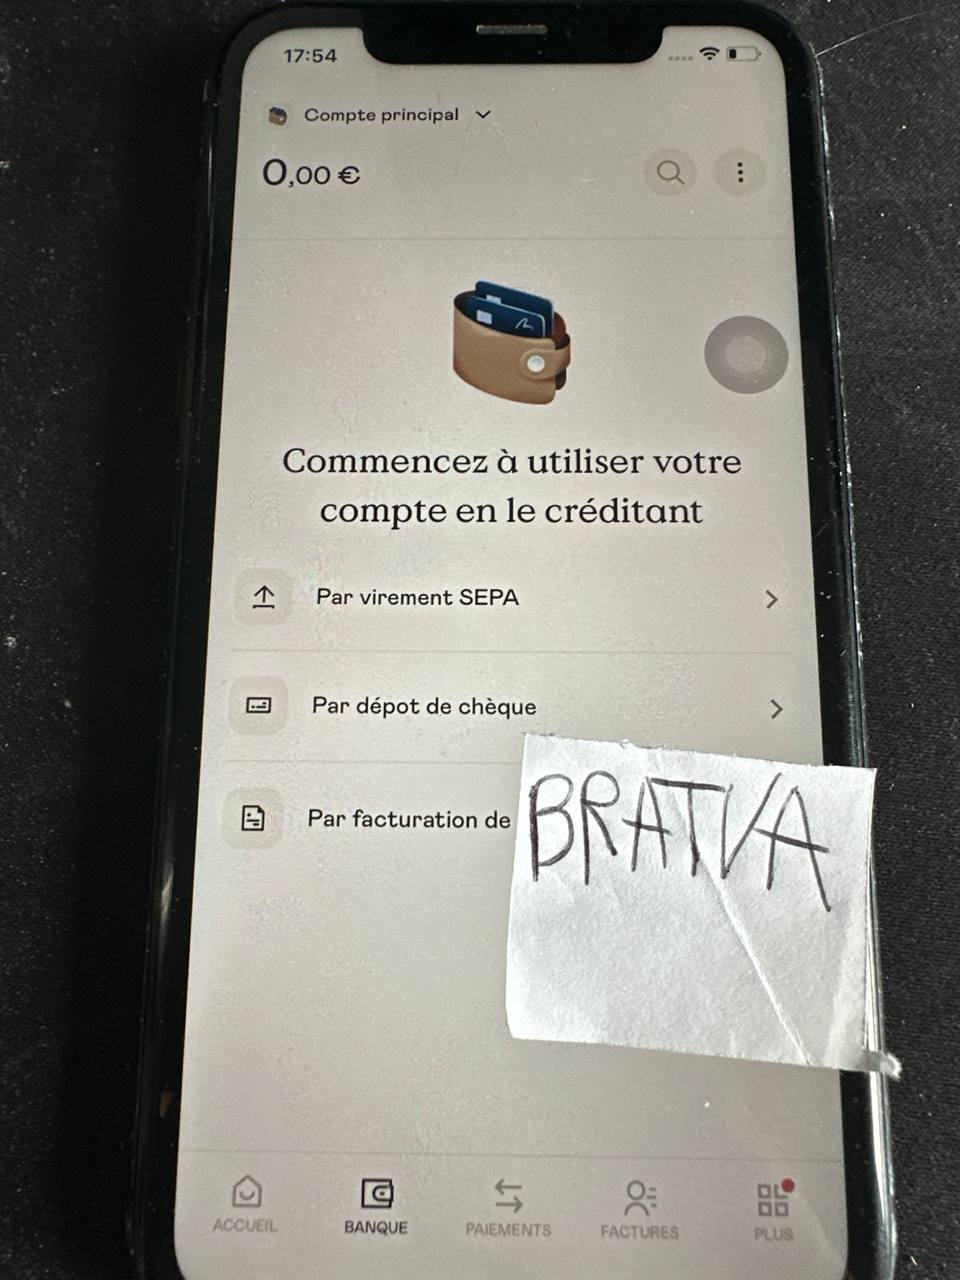 17:54
Compte principal
0,00 €
Commencez à utiliser votre
compte en le créditant
Par virement SEPA
Par dépot de chèque
Par facturation de
BRATVA
ACCUEIL
BANQUE
PAIEMENTS
FACTURES
PLUS